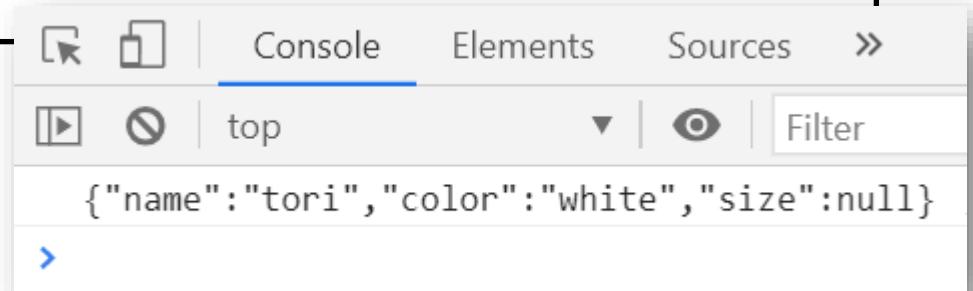 Console Elements Sources »
top Filter
{"name":"tori","color":"white","size":null}